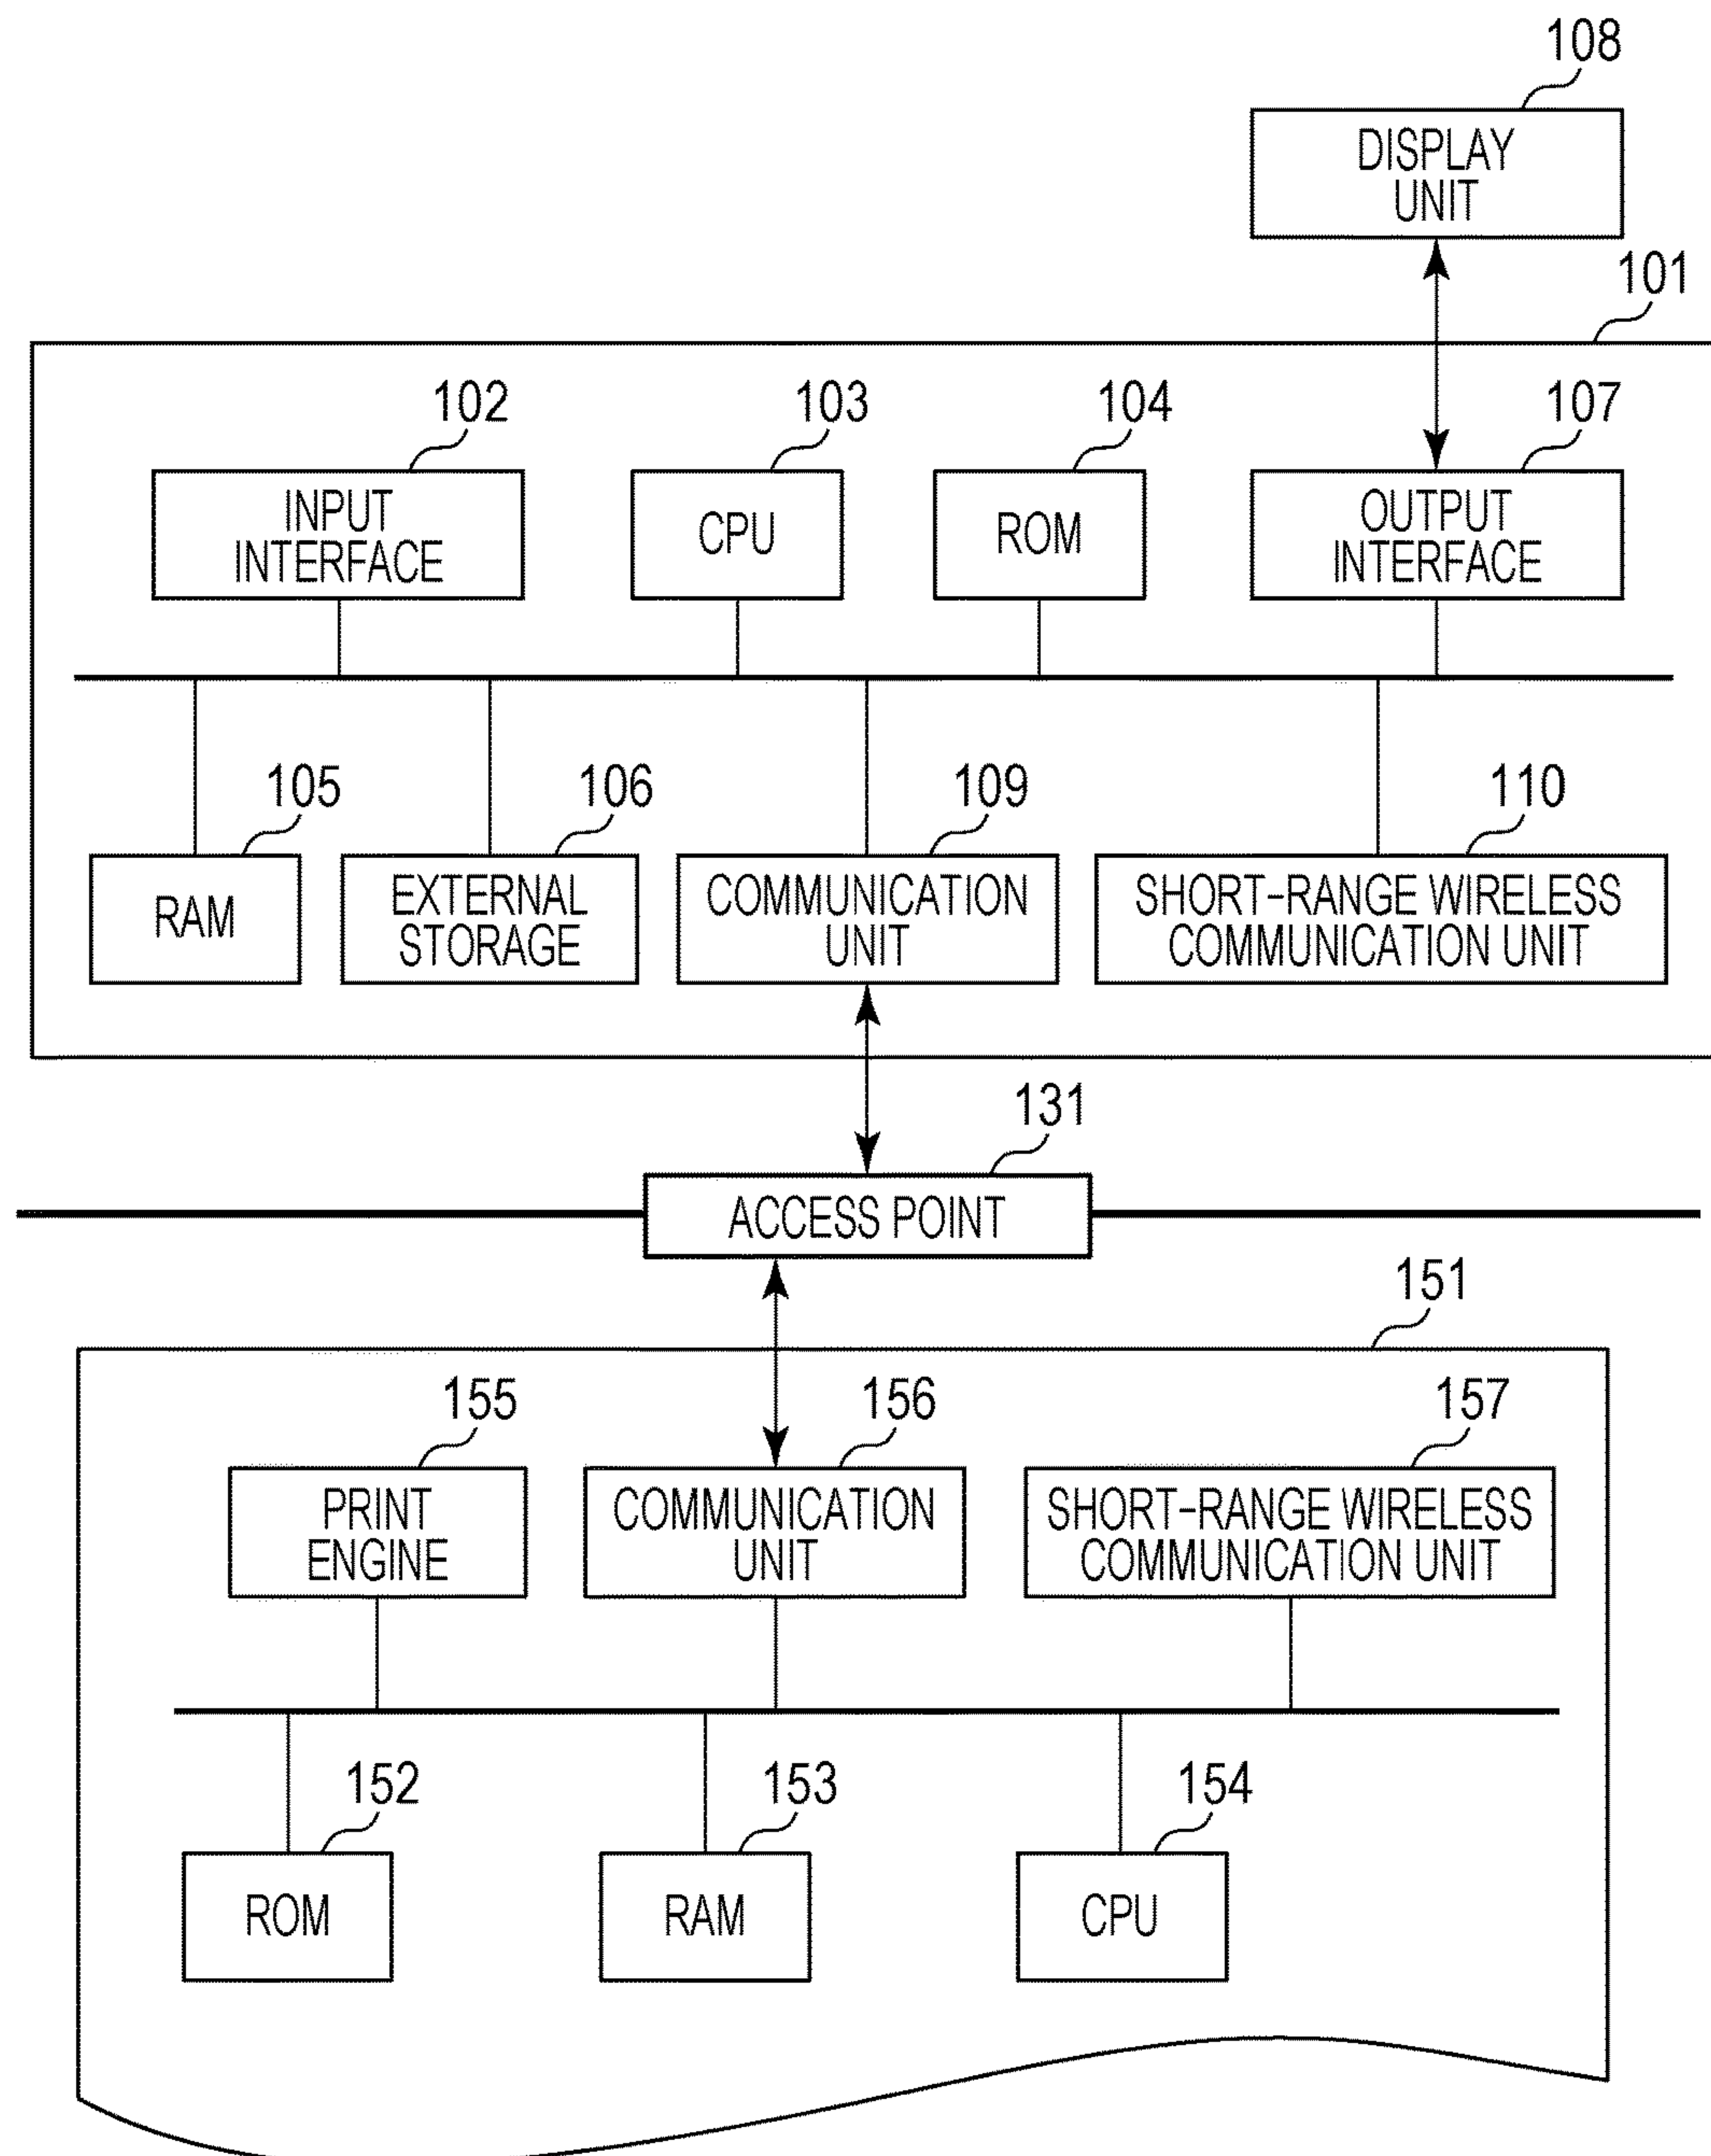 108
DISPLAY
UNIT
101
102
103
104
107
INPUT
INTERFACE
CPU
ROM
OUTPUT
INTERFACE
105
106
109
110
RAM
EXTERNAL
STORAGE
COMMUNICATION
UNIT
SHORT-RANGE WIRELESS
COMMUNICATION UNIT
131
ACCESS POINT
151
155
156
157
PRINT
ENGINE
COMMUNICATION
UNIT
SHORT-RANGE WIRELESS
COMMUNICATION UNIT
152
153
154
ROM
RAM
CPU